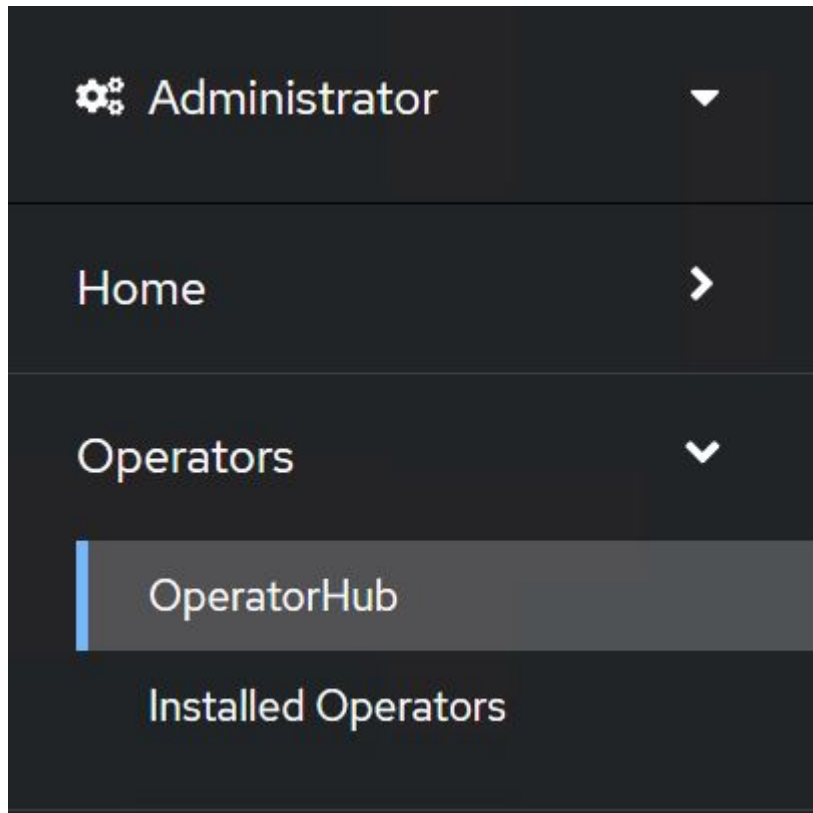 Administrator
Home
Operators
OperatorHub
Installed Operators